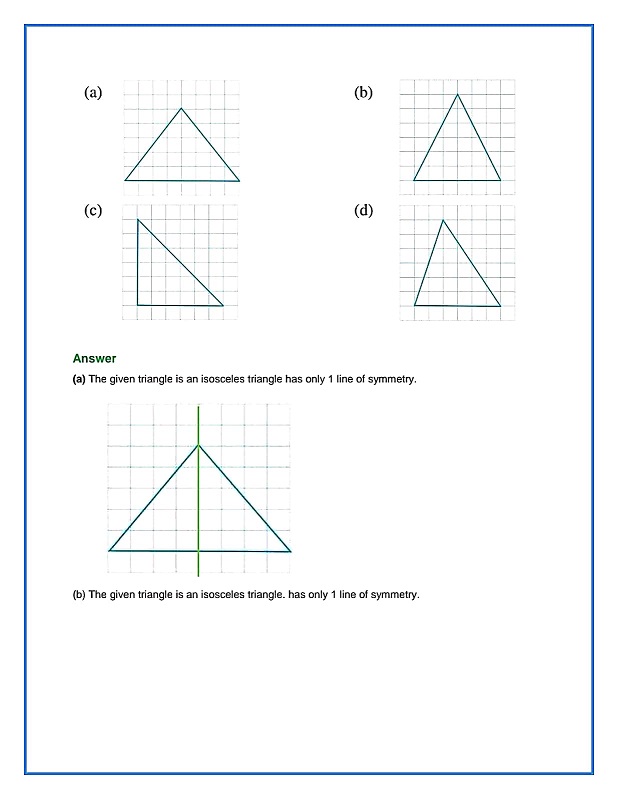 (a)
(b)
(c)
(d)
Answer
(a) The given triangle is an isosceles triangle has only 1 line of symmetry.
(b) The given triangle is an isosceles triangle. has only 1 line of symmetry.